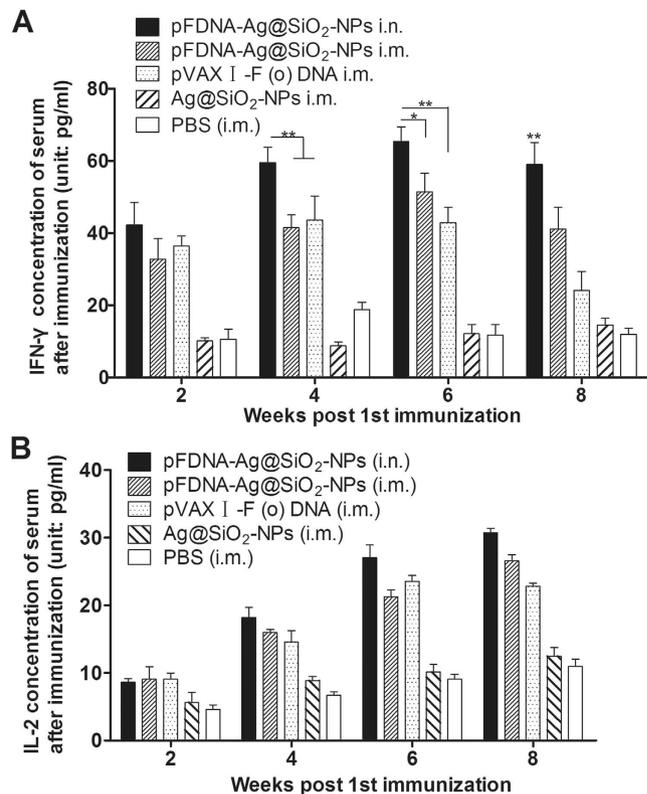 A
pFDNA-Ag@SiO₂-NPs i.n.
pFDNA-Ag@SiO₂-NPs i.m.
pVAX Ⅰ-F (o) DNA i.m.
Ag@SiO₂-NPs i.m.
PBS (i.m.)
IFN-γ concentration of serum
after immunization (unit: pg/ml)
80
60
40
20
0
**
*
**
**
2
4
6
8
Weeks post 1st immunization
B
pFDNA-Ag@SiO₂-NPs (i.n.)
pFDNA-Ag@SiO₂-NPs (i.m.)
pVAX Ⅰ-F (o) DNA (i.m.)
Ag@SiO₂-NPs (i.m.)
PBS (i.m.)
IL-2 concentration of serum
after immunization (unit: pg/ml)
40
30
20
10
0
2
4
6
8
Weeks post 1st immunization